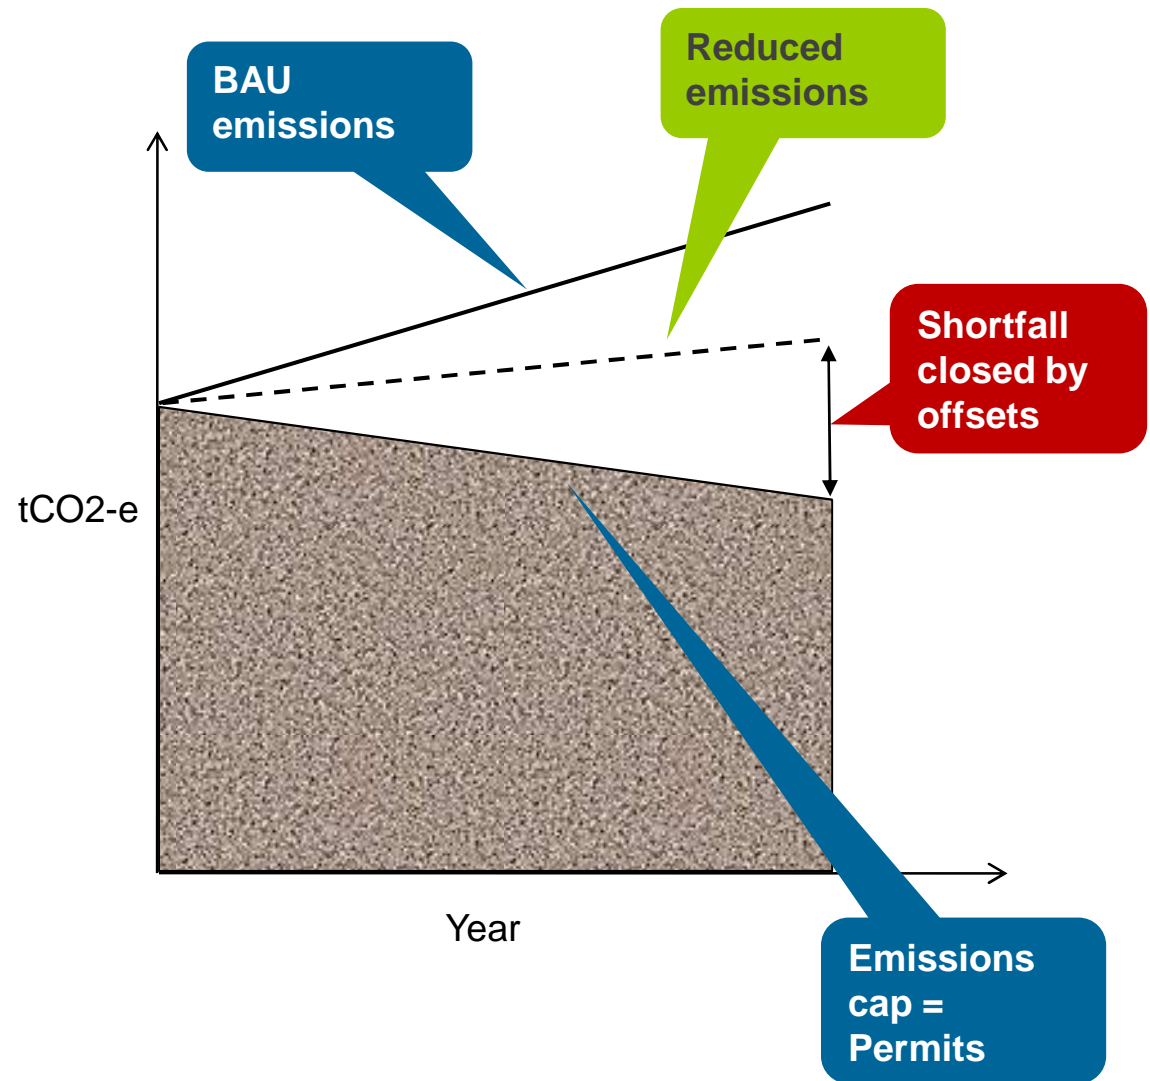 BAU
emissions
Reduced
emissions
Shortfall
closed by
offsets
tCO2-e
Year
Emissions
cap =
Permits